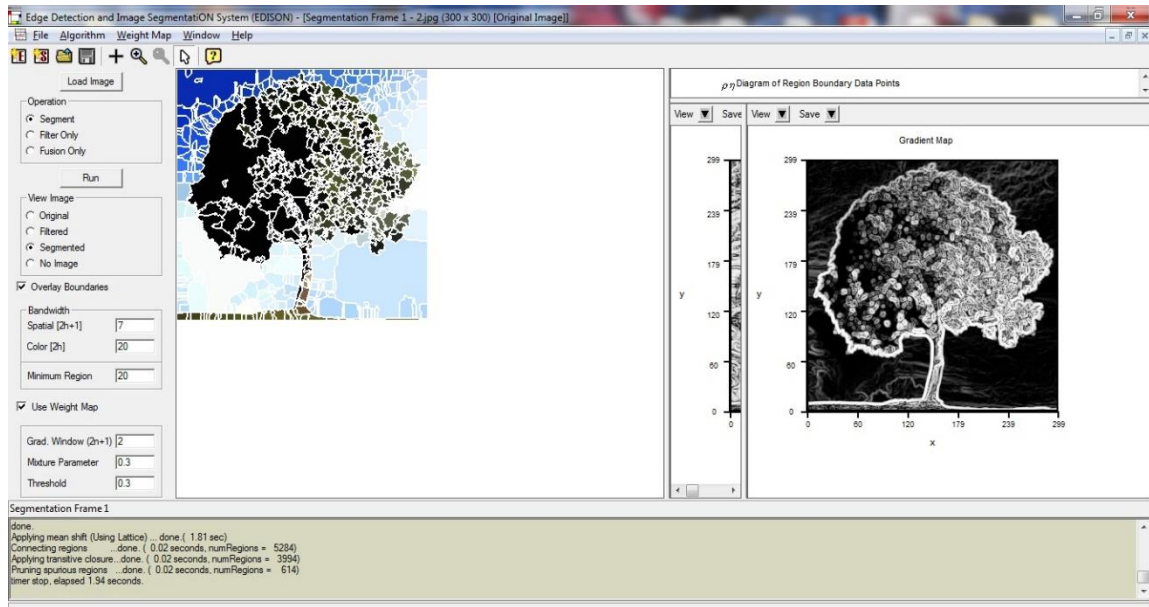 Edge Detection and Image SegmentatiON System (EDISON) - [Segmentation Frame 1 - 2.jpg (300 x 300) [Original Image]]
File Algorithm Weight Map Window Help
Load Image
Operation
Segment
Filter Only
Fusion Only
Run
View Image
Original
Filtered
Segmented
No Image
Overlay Boundaries
Bandwidth
Spatial [2h+1] 7
Color [2h] 20
Minimum Region 20
Use Weight Map
Grad. Window (2n+1) 2
Mixture Parameter 0.3
Threshold 0.3
ρη Diagram of Region Boundary Data Points
View Save
299
239
179
y
120
60
0
0
View Save
Gradient Map
299
239
179
y
120
60
0
0 60 120 179 239 299
x
Segmentation Frame 1
done.
Applying mean shift (Using Lattice) ... done.( 1.81 sec)
Connecting regions ...done. ( 0.02 seconds, numRegions = 5284)
Applying transitive closure...done. ( 0.02 seconds, numRegions = 3994)
Pruning spurious regions ...done. ( 0.02 seconds, numRegions = 614)
timer stop, elapsed 1.94 seconds.